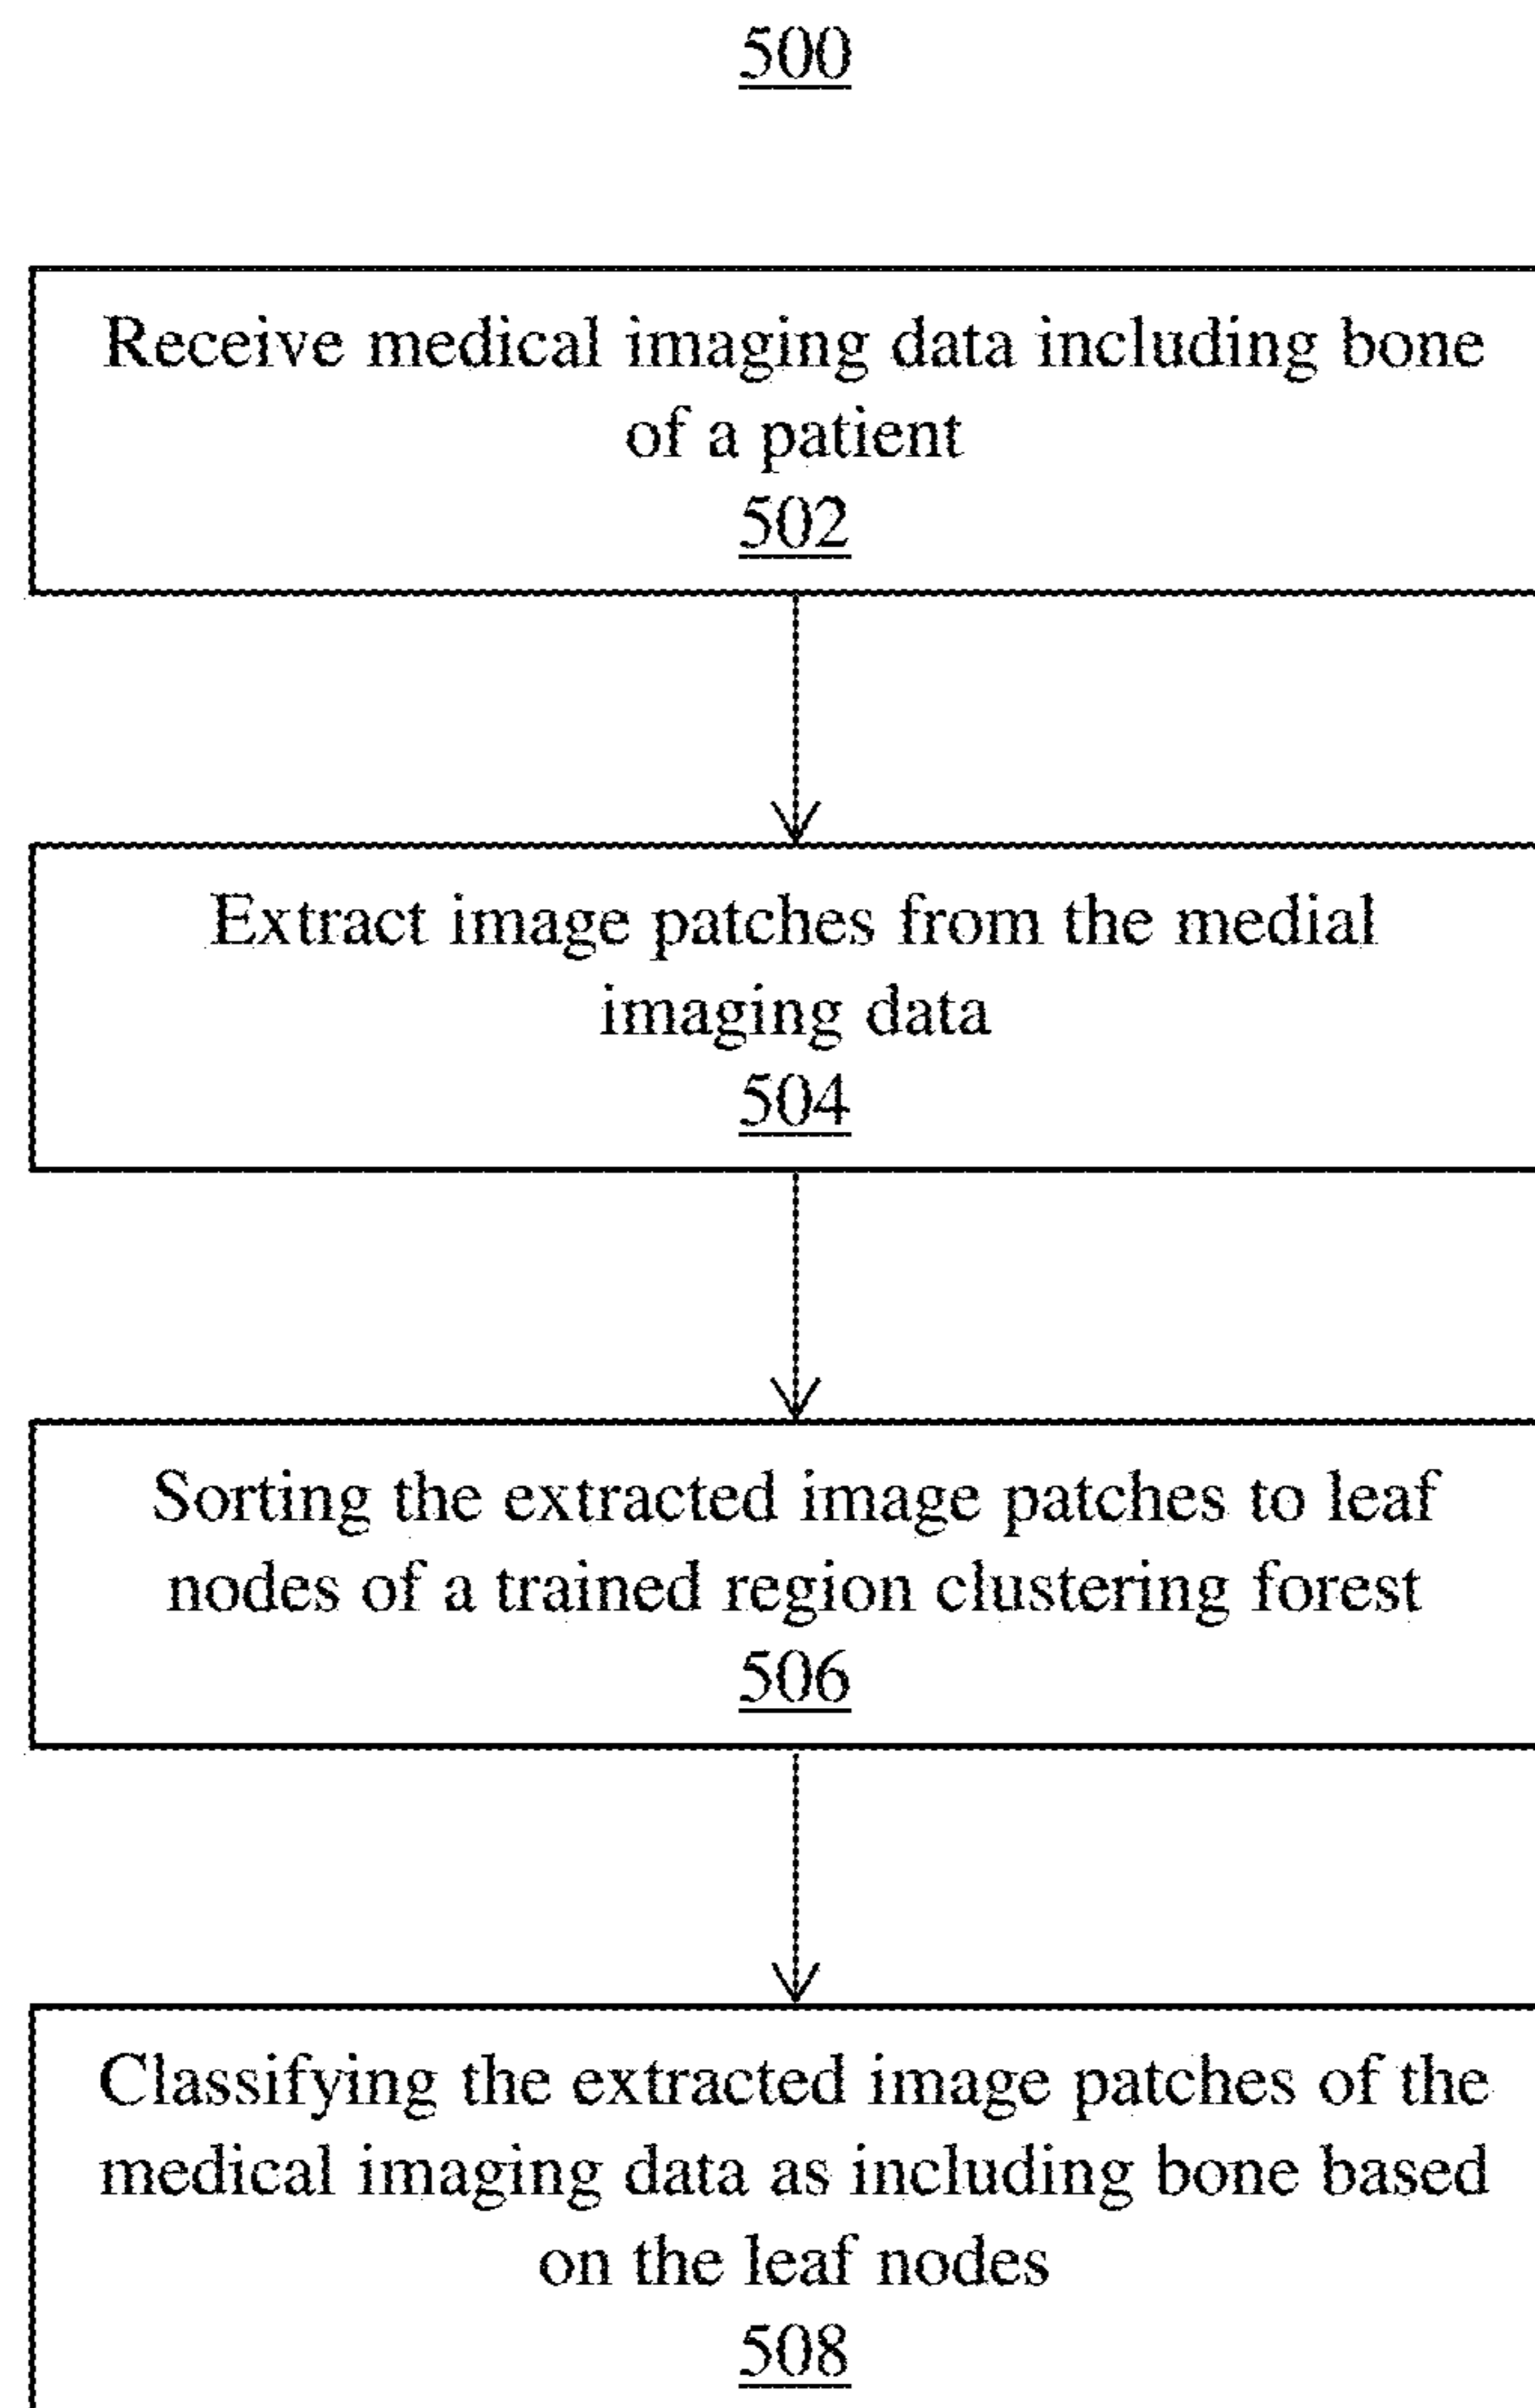 500
Receive medical imaging data including bone
of a patient
502
Extract image patches from the medial
imaging data
504
Sorting the extracted image patches to leaf
nodes of a trained region clustering forest
506
Classifying the extracted image patches of the
medical imaging data as including bone based
on the leaf nodes
508